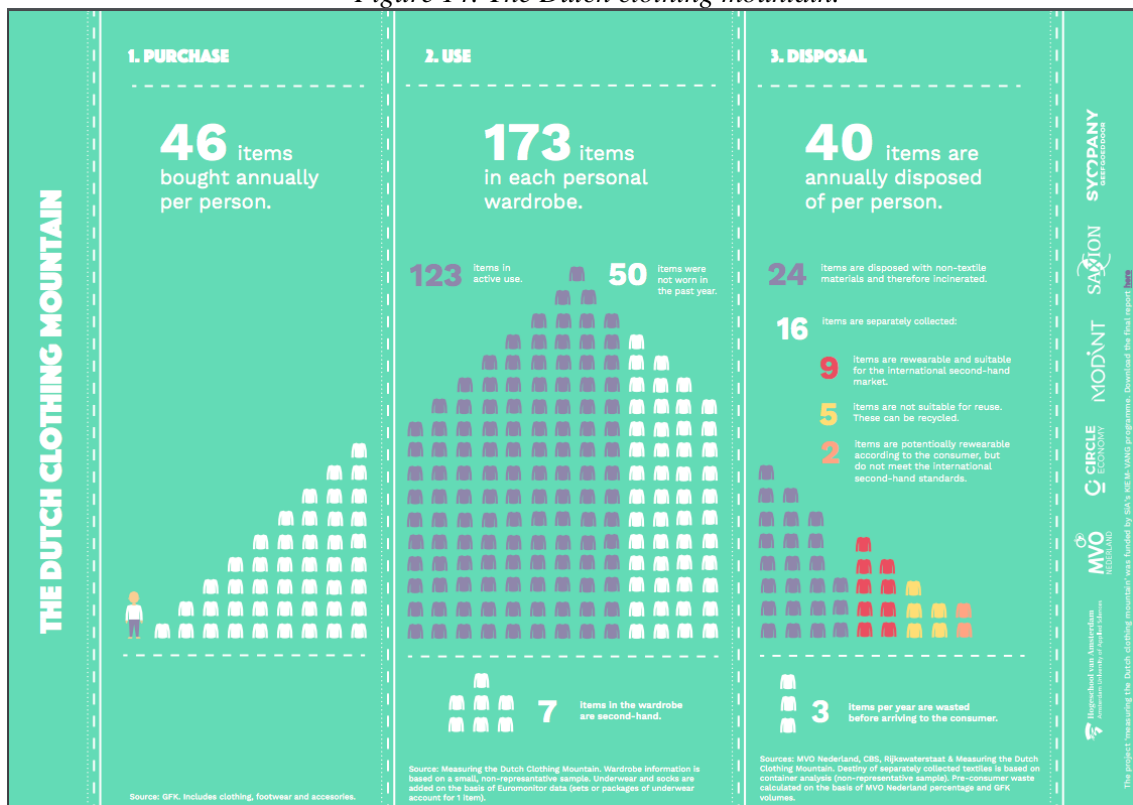 Figure 14: The Dutch clothing mountain.
THE DUTCH CLOTHING MOUNTAIN
1. PURCHASE
46 items
bought annually
per person.
Source: GFK. Includes clothing, footwear and accesories.
2. USE
173 items
in each personal
wardrobe.
123 items in
active use.
50 items were
not worn in
the past year.
7 items in the wardrobe
are second-hand.
Source: Measuring the Dutch Clothing Mountain. Wardrobe information is
based on a small, non-represantative sample. Underwear and socks are
added on the basis of Euromonitor data (sets or packages of underwear
account for 1 item).
3. DISPOSAL
40 items are
annually disposed
of per person.
24 items are disposed with non-textile
materials and therefore incinerated.
16 items are separately collected:
9 items are rewearable and suitable
for the international second-hand
market.
5 items are not suitable for reuse.
These can be recycled.
2 items are potentially rewearable
according to the consumer, but
do not meet the international
second-hand standards.
3 items per year are wasted
before arriving to the consumer.
Sources: MVO Nederland, CBS, Rijkswaterstaat & Measuring the Dutch
Clothing Mountain. Destiny of separately collected textiles is based on
container analysis (non-representative sample). Pre-consumer waste
calculated on the basis of MVO Nederland percentage and GFK
volumes.
SYMPANY
GEEFGOEDDOOR
SAXION
MODINT
CIRCLE
ECONOMY
MVO
NEDERLAND
Hogeschool van Amsterdam
Amsterdam University of Applied Sciences
The project 'measuring the Dutch clothing mountain' was funded by SIA's KIEM-VANG programme. Download the final report here